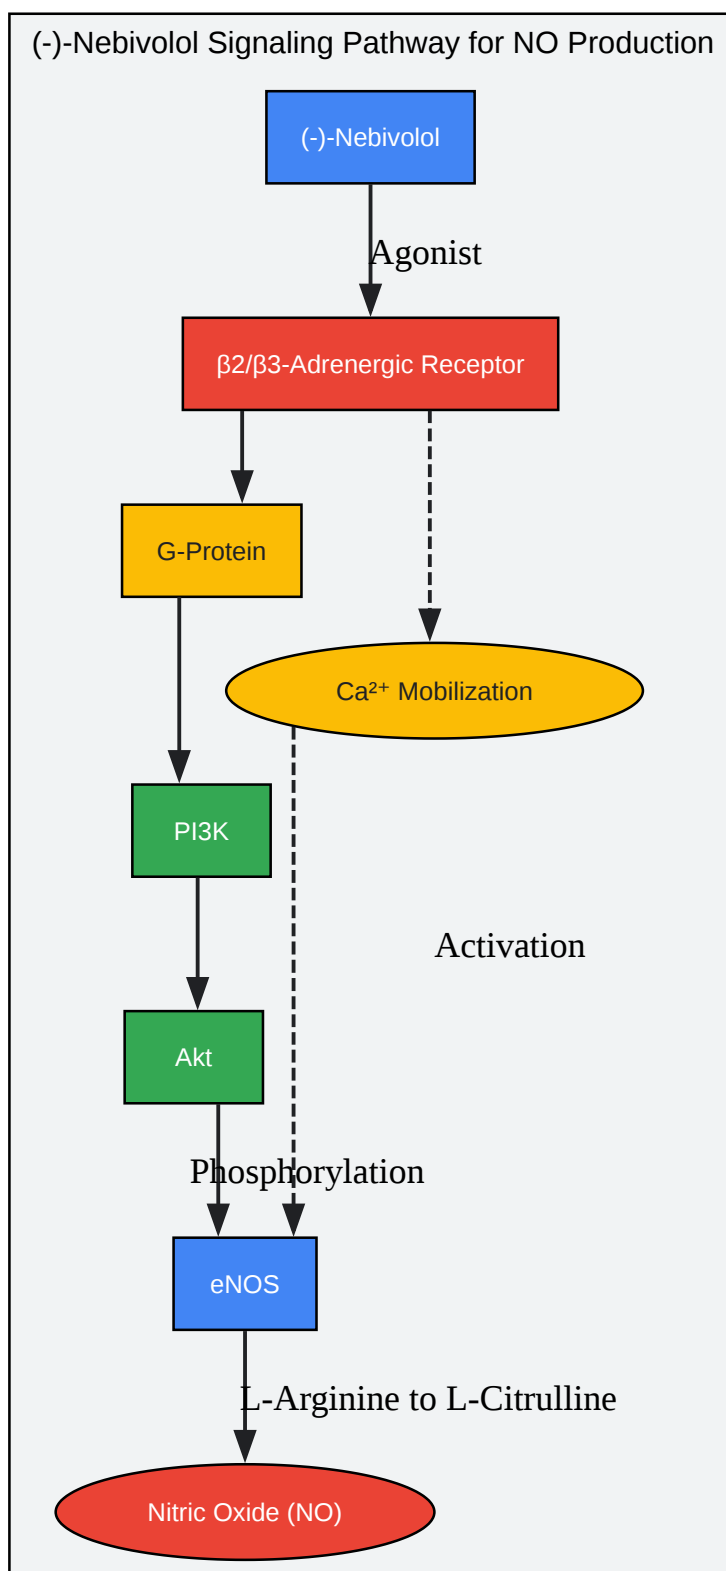 (-)-Nebivolol Signaling Pathway for NO Production
(-)-Nebivolol
Agonist
β2/β3-Adrenergic Receptor
G-Protein
Ca²⁺ Mobilization
PI3K
Activation
Akt
Phosphorylation
eNOS
L-Arginine to L-Citrulline
Nitric Oxide (NO)